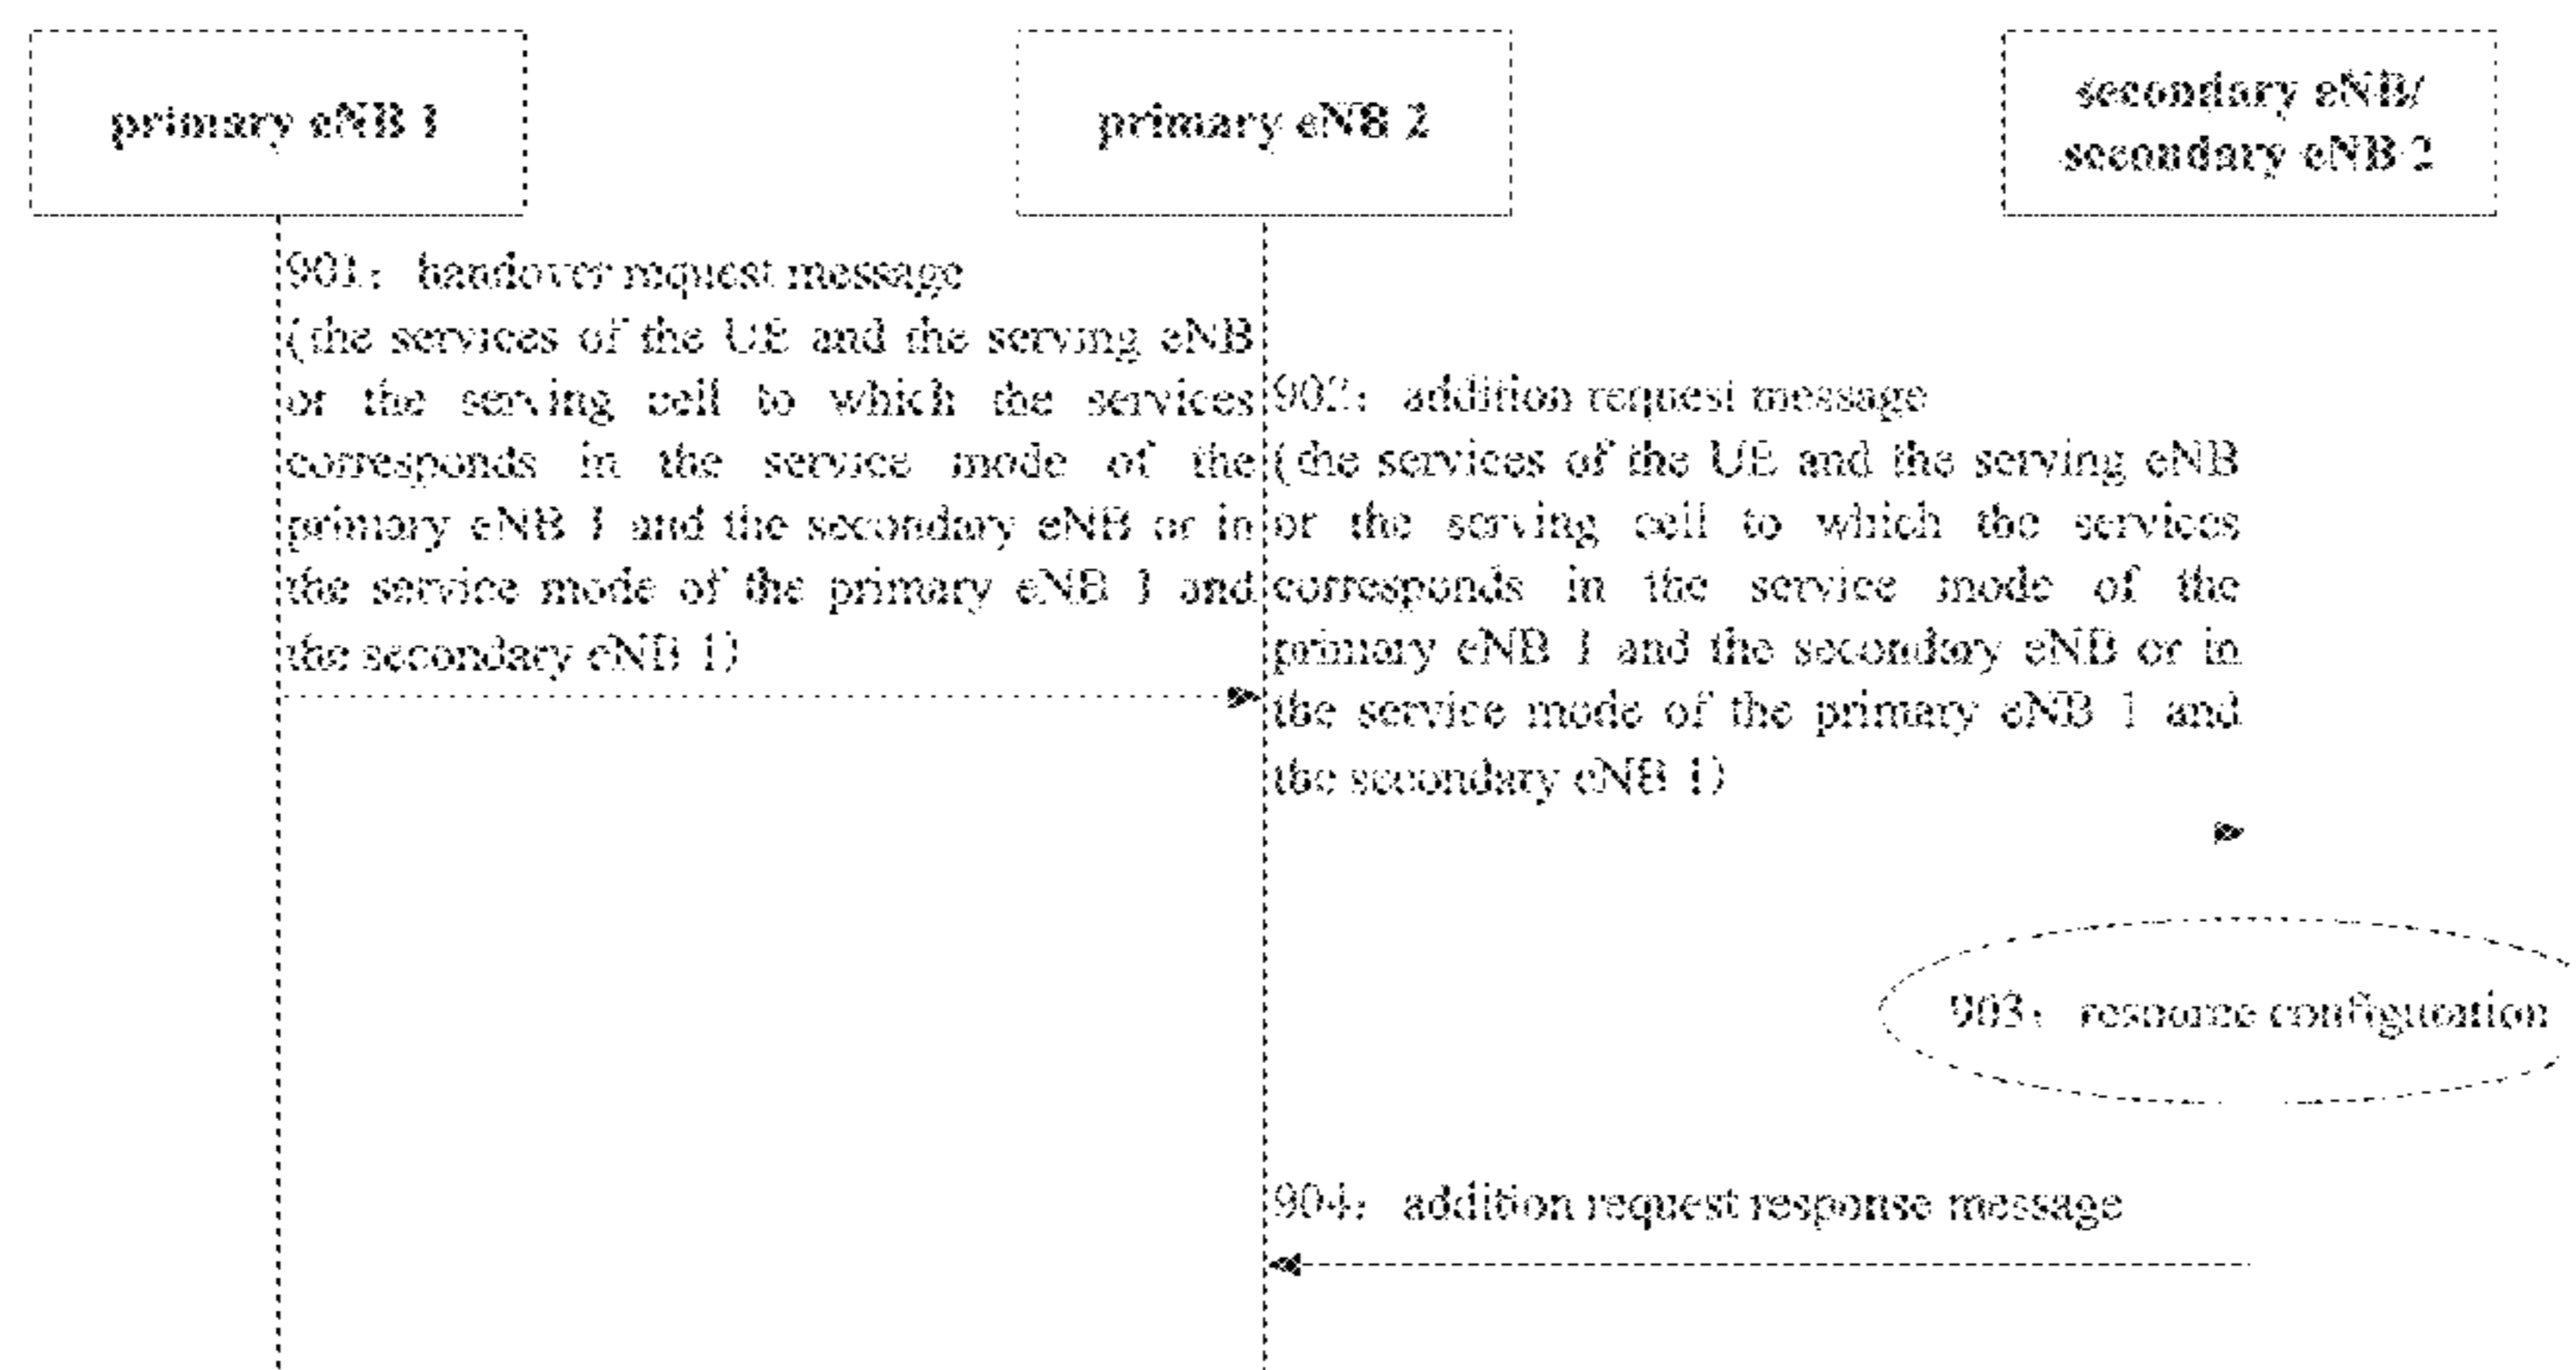 primary eNB 1
primary eNB 2
secondary eNB/
secondary eNB 2
901: handover request message
(the services of the UE and the serving eNB
or the serving cell to which the services
corresponds in the service mode of the
primary eNB 1 and the secondary eNB or in
the service mode of the primary eNB 1 and
the secondary eNB 1)
902: addition request message
(the services of the UE and the serving eNB
or the serving cell to which the services
corresponds in the service mode of the
primary eNB 1 and the secondary eNB or in
the service mode of the primary eNB 1 and
the secondary eNB 1)
903: resource configuration
904: addition request response message